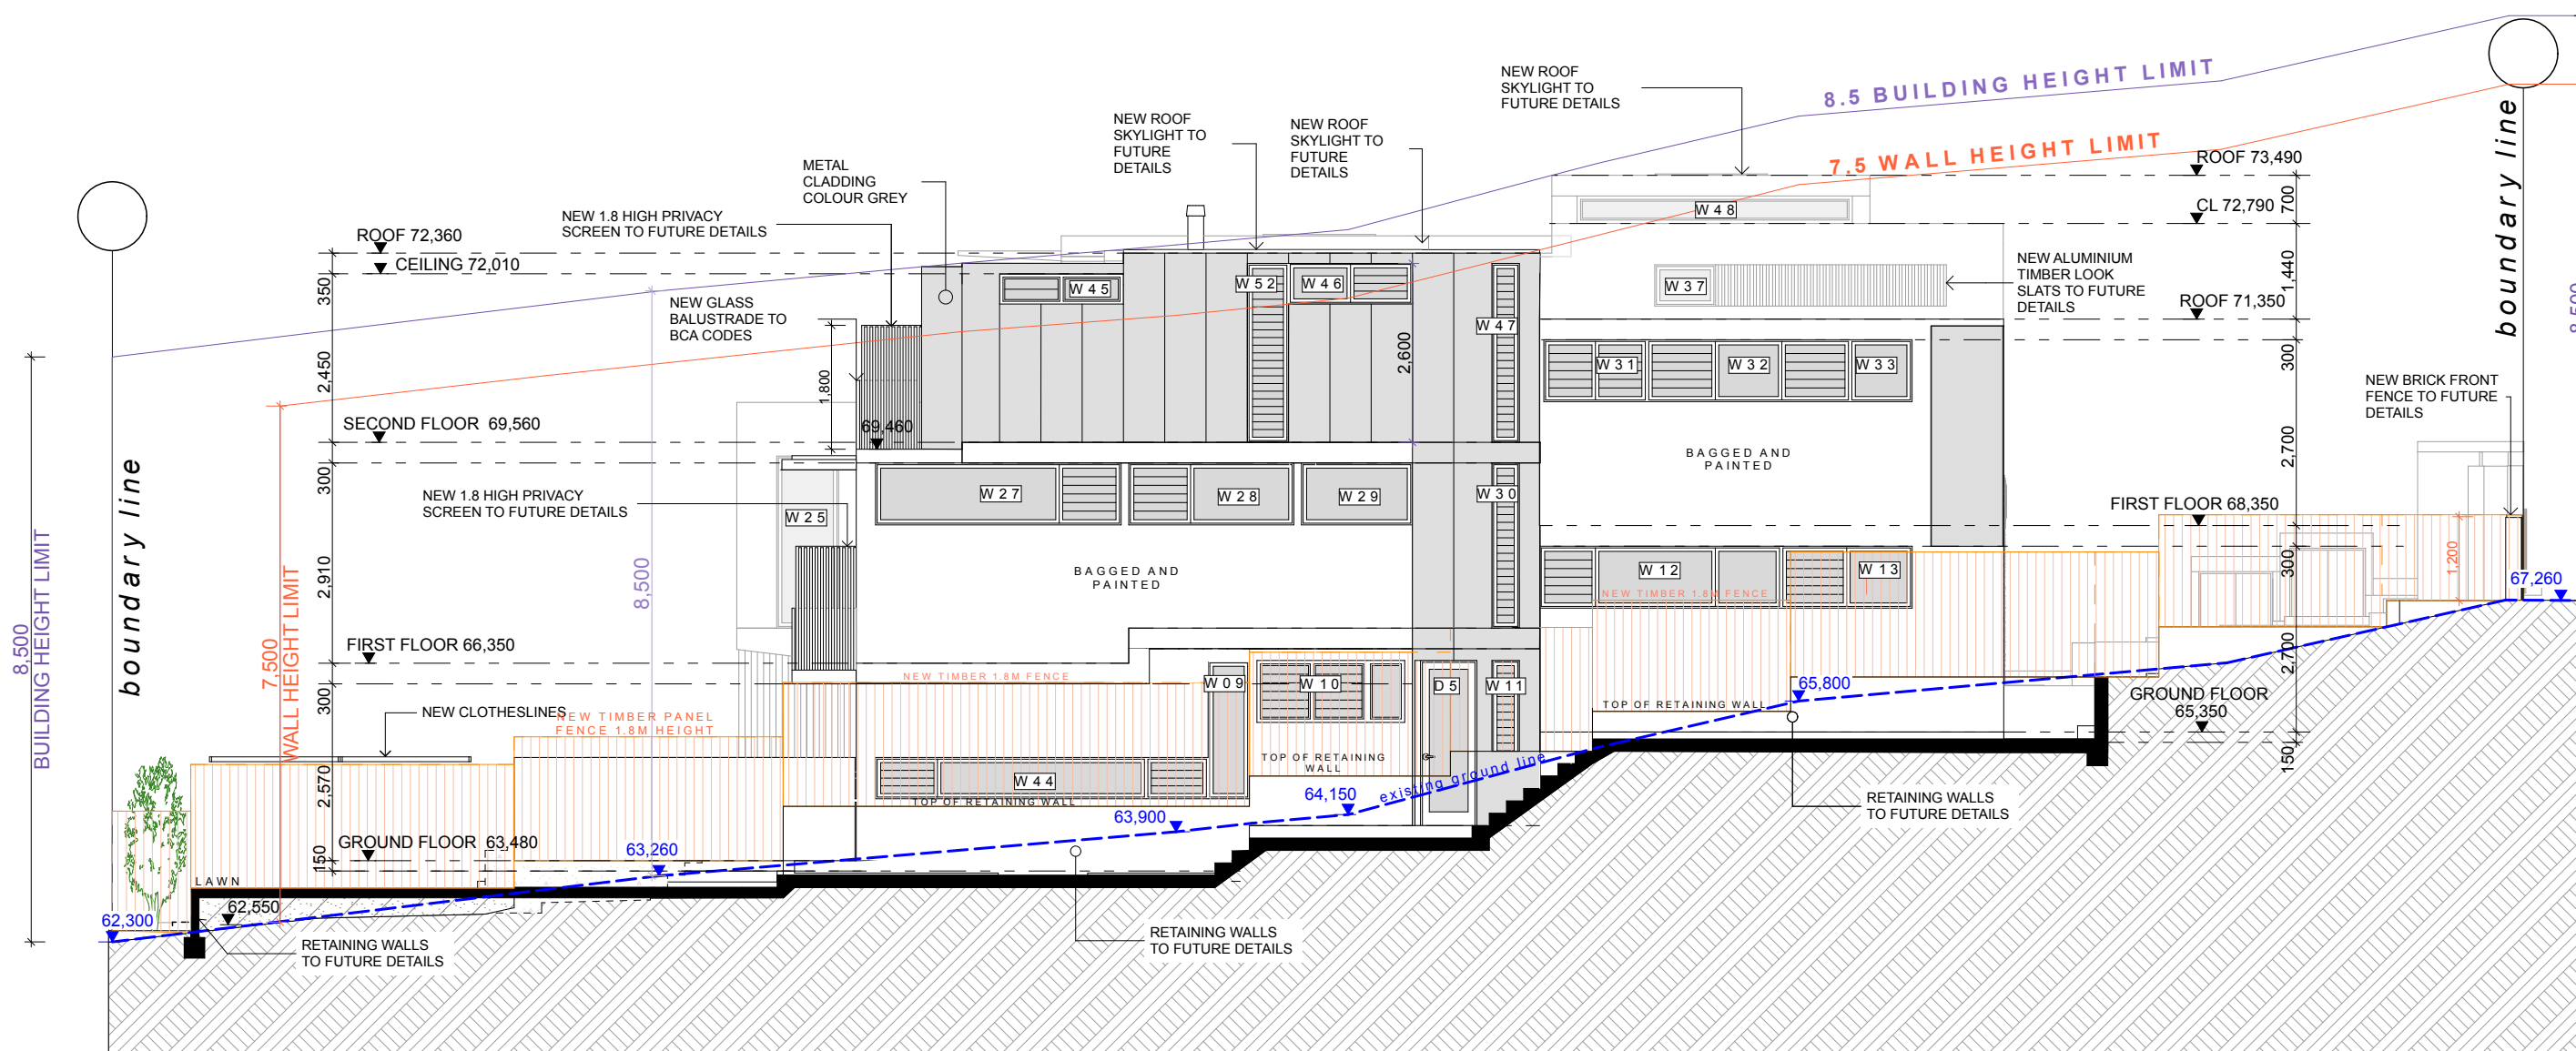 8.5 BUILDING HEIGHT LIMIT
7.5 WALL HEIGHT LIMIT
NEW ROOF
SKYLIGHT TO
FUTURE DETAILS
NEW ROOF
SKYLIGHT TO
FUTURE
DETAILS
NEW ROOF
SKYLIGHT TO
FUTURE
DETAILS
METAL
CLADDING
COLOUR GREY
NEW 1.8 HIGH PRIVACY
SCREEN TO FUTURE DETAILS
ROOF 72,360
CEILING 72,010
NEW GLASS
BALUSTRADE TO
BCA CODES
SECOND FLOOR 69,560
69,460
NEW 1.8 HIGH PRIVACY
SCREEN TO FUTURE DETAILS
FIRST FLOOR 66,350
NEW CLOTHESLINES
NEW TIMBER PANEL
FENCE 1.8M HEIGHT
NEW TIMBER 1.8M FENCE
GROUND FLOOR 63,480
LAWN
62,300
62,550
63,260
63,900
64,150
65,800
67,260
existing ground line
RETAINING WALLS
TO FUTURE DETAILS
RETAINING WALLS
TO FUTURE DETAILS
RETAINING WALLS
TO FUTURE DETAILS
TOP OF RETAINING WALL
TOP OF RETAINING
WALL
TOP OF RETAINING WALL
NEW TIMBER 1.8M FENCE
BAGGED AND
PAINTED
BAGGED AND
PAINTED
W 45
W 52
W 46
W 47
W 48
W 37
W 31
W 32
W 33
W 27
W 28
W 29
W 30
W 25
W 12
W 13
W 09
W 10
D 5
W 11
W 44
ROOF 73,490
CL 72,790
NEW ALUMINIUM
TIMBER LOOK
SLATS TO FUTURE
DETAILS
ROOF 71,350
NEW BRICK FRONT
FENCE TO FUTURE
DETAILS
FIRST FLOOR 68,350
GROUND FLOOR
65,350
boundary line
boundary line
8,500
BUILDING HEIGHT LIMIT
7,500
WALL HEIGHT LIMIT
8,500
350
2,450
300
2,910
300
2,570
150
1,800
2,600
700
1,440
300
2,700
300
2,700
150
1,200
8,500